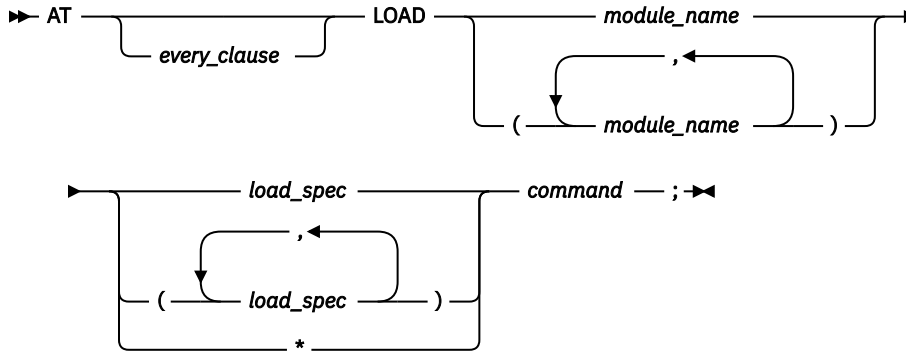 AT LOAD module_name
every_clause
,
( module_name )
load_spec command ;
,
( load_spec )
*